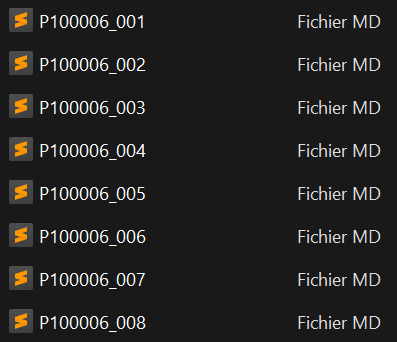 P100006_001 Fichier MD
P100006_002 Fichier MD
P100006_003 Fichier MD
P100006_004 Fichier MD
P100006_005 Fichier MD
P100006_006 Fichier MD
P100006_007 Fichier MD
P100006_008 Fichier MD